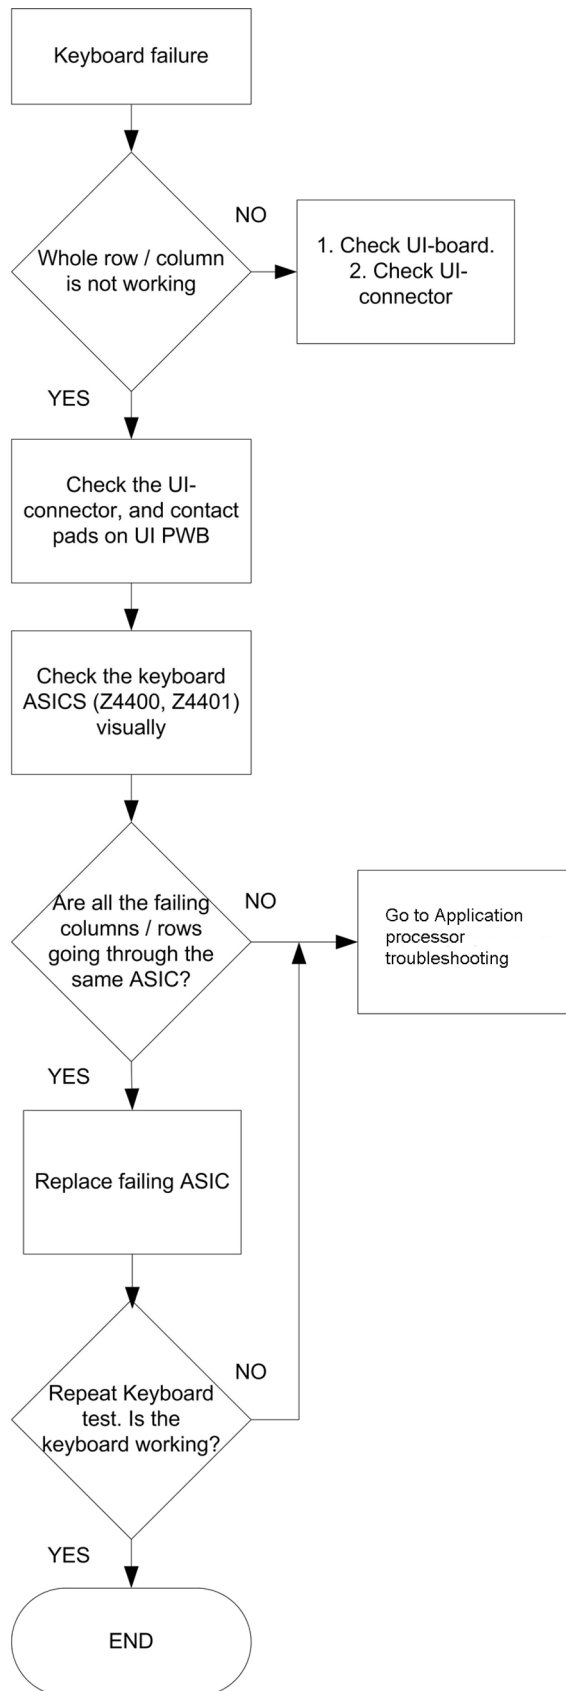 Keyboard failure
NO
Whole row / column
is not working
1. Check UI-board.
2. Check UI-
connector
YES
Check the UI-
connector, and contact
pads on UI PWB
Check the keyboard
ASICS (Z4400, Z4401)
visually
NO
Are all the failing
columns / rows
going through the
same ASIC?
Go to Application
processor
troubleshooting
YES
Replace failing ASIC
NO
Repeat Keyboard
test. Is the
keyboard working?
YES
END